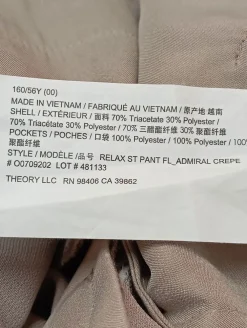 160/56Y (00)
MADE IN VIETNAM / FABRIQUÉ AU VIETNAM / 原产地 越南
SHELL / EXTÉRIEUR / 面料 70% Triacetate 30% Polyester /
70% Triacétate 30% Polyester / 70% 三醋酯纤维 30% 聚酯纤维
POCKETS / POCHES / 口袋 100% Polyester / 100% Polyester / 100%
聚酯纤维
STYLE / MODÈLE /品号 RELAX ST PANT FL_ADMIRAL CREPE
# O0709202 LOT # 481133
THEORY LLC RN 98406 CA 39862